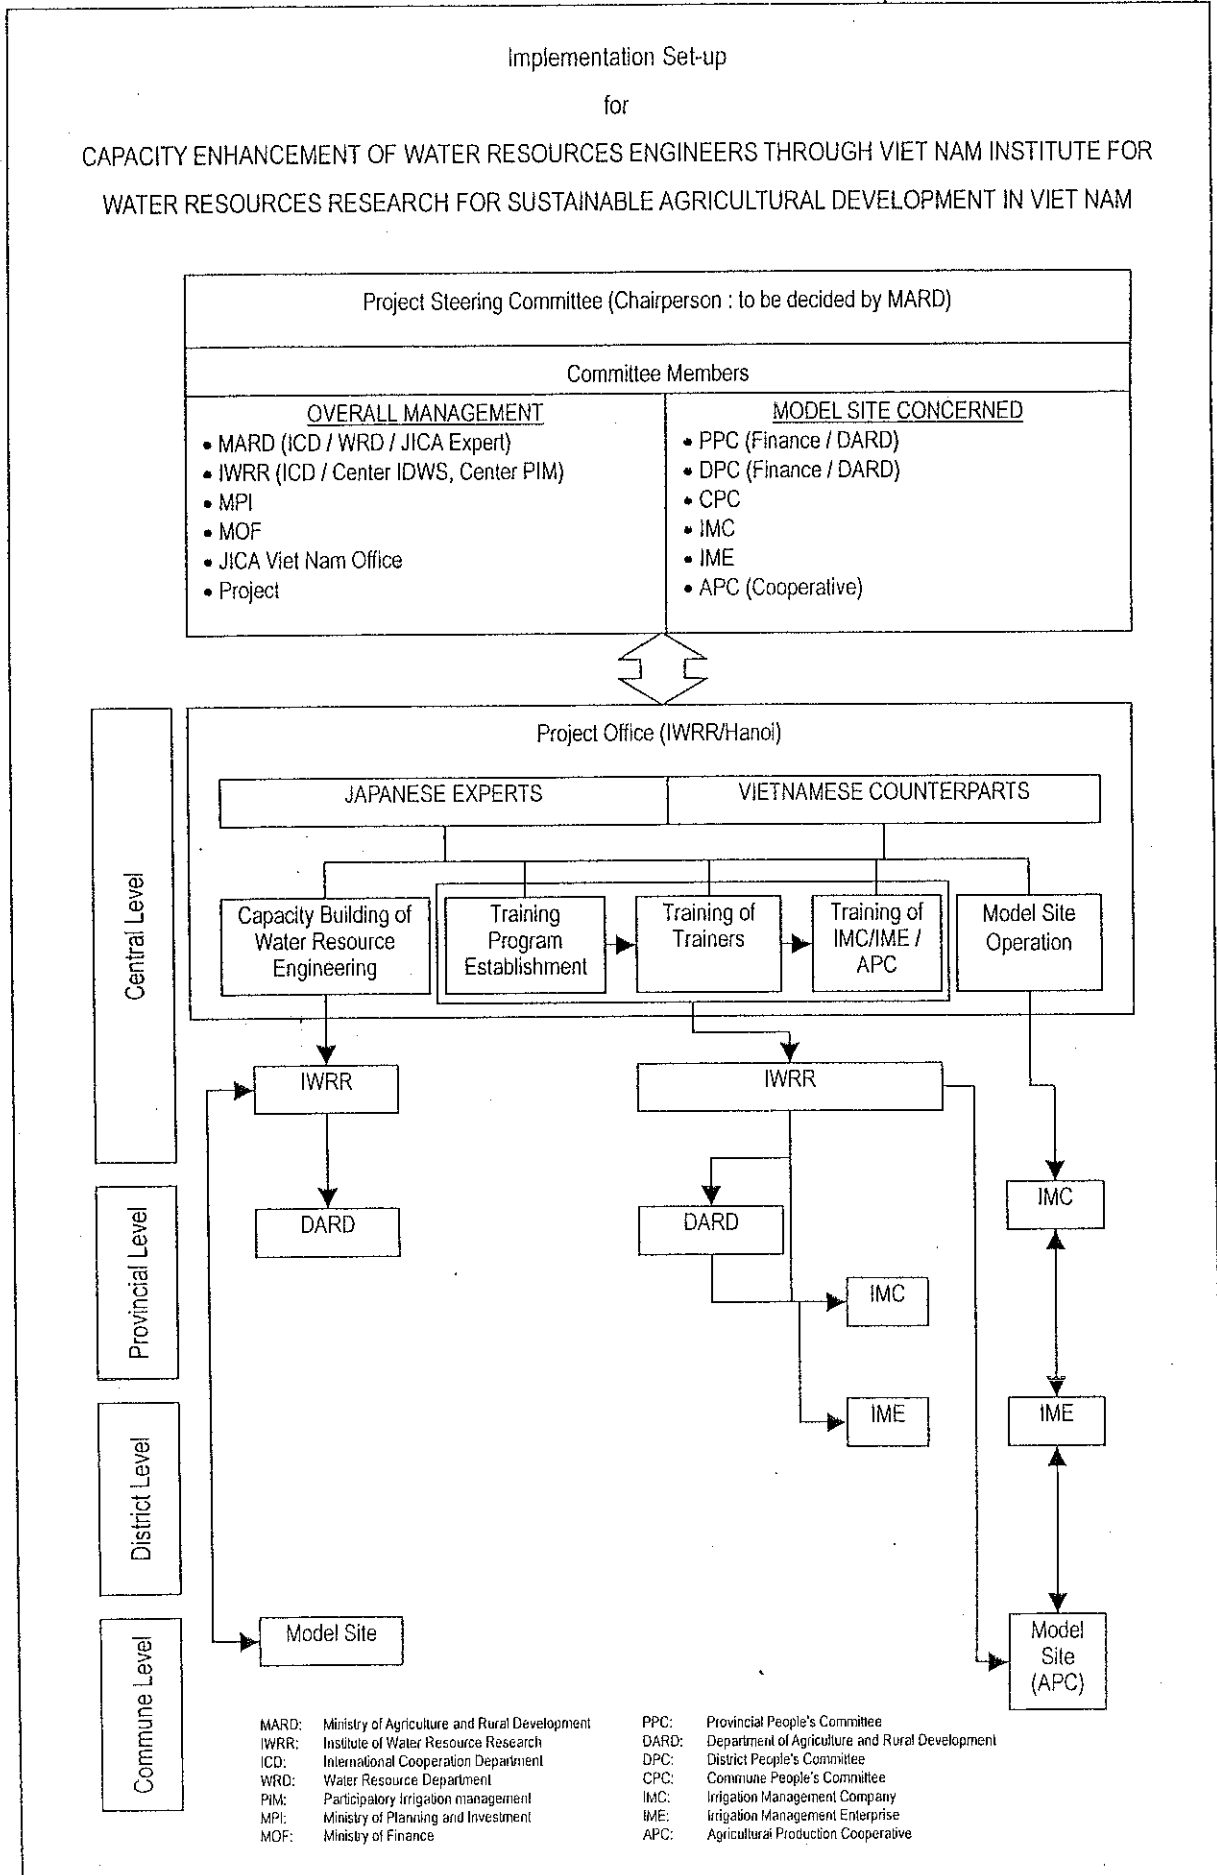 Implementation Set-up
for
CAPACITY ENHANCEMENT OF WATER RESOURCES ENGINEERS THROUGH VIET NAM INSTITUTE FOR
WATER RESOURCES RESEARCH FOR SUSTAINABLE AGRICULTURAL DEVELOPMENT IN VIET NAM
Project Steering Committee (Chairperson : to be decided by MARD)
Committee Members
OVERALL MANAGEMENT
• MARD (ICD / WRD / JICA Expert)
• IWRR (ICD / Center IDWS, Center PIM)
• MPI
• MOF
• JICA Viet Nam Office
• Project
MODEL SITE CONCERNED
• PPC (Finance / DARD)
• DPC (Finance / DARD)
• CPC
• IMC
• IME
• APC (Cooperative)
Central Level
Project Office (IWRR/Hanoi)
JAPANESE EXPERTS
VIETNAMESE COUNTERPARTS
Capacity Building of
Water Resource
Engineering
Training
Program
Establishment
Training of
Trainers
Training of
IMC/IME /
APC
Model Site
Operation
IWRR
IWRR
Provincial Level
DARD
DARD
IMC
IMC
District Level
IME
IME
Commune Level
Model Site
Model
Site
(APC)
MARD: Ministry of Agriculture and Rural Development
IWRR: Institute of Water Resource Research
ICD: International Cooperation Department
WRD: Water Resource Department
PIM: Participatory Irrigation management
MPI: Ministry of Planning and Investment
MOF: Ministry of Finance
PPC: Provincial People's Committee
DARD: Department of Agriculture and Rural Development
DPC: District People's Committee
CPC: Commune People's Committee
IMC: Irrigation Management Company
IME: Irrigation Management Enterprise
APC: Agricultural Production Cooperative